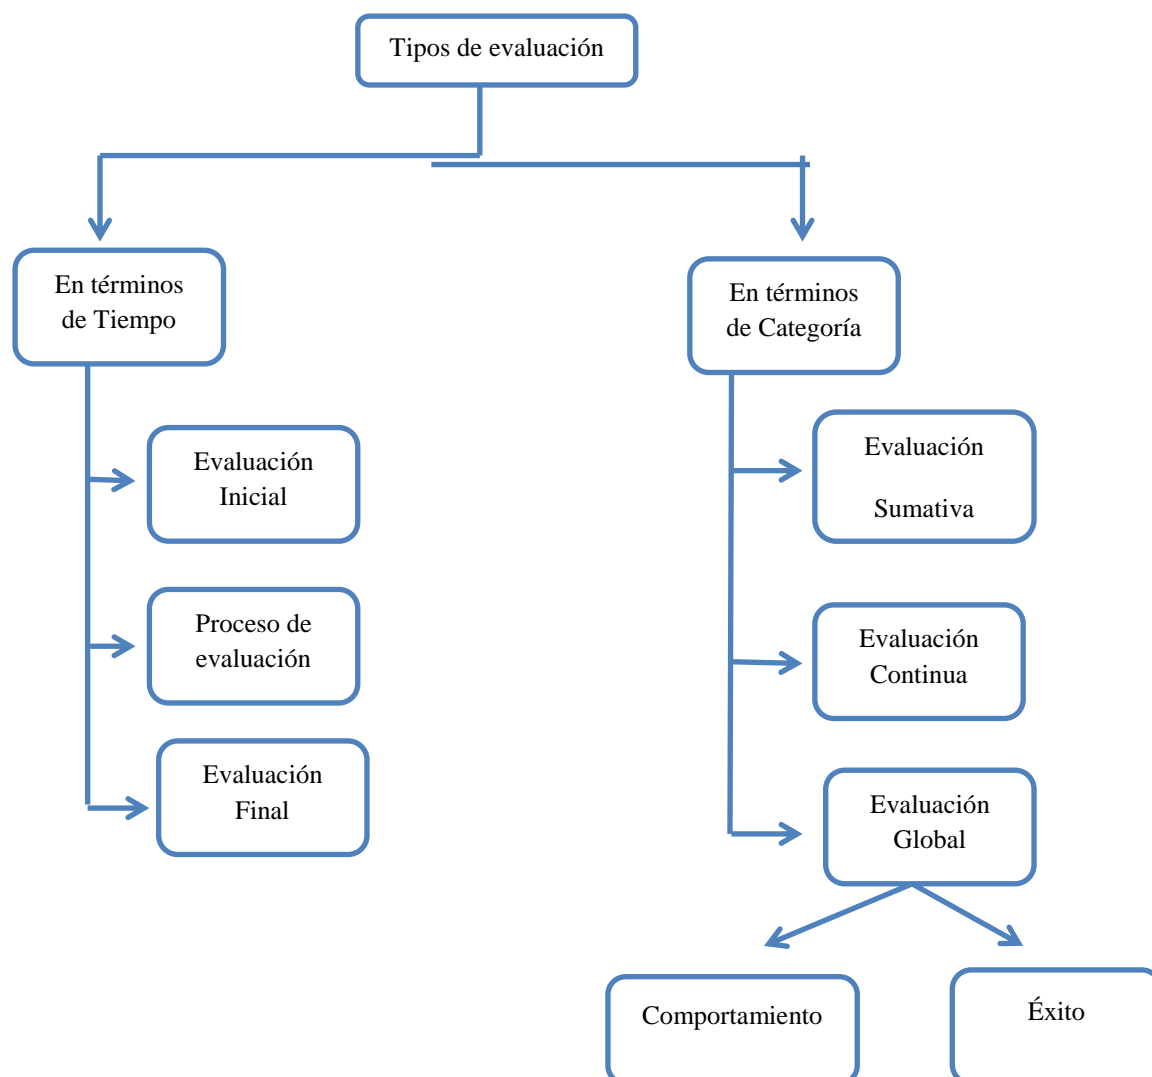 Tipos de evaluación
En términos
de Tiempo
Evaluación
Inicial
Proceso de
evaluación
Evaluación
Final
En términos
de Categoría
Evaluación
Sumativa
Evaluación
Continua
Evaluación
Global
Comportamiento
Éxito